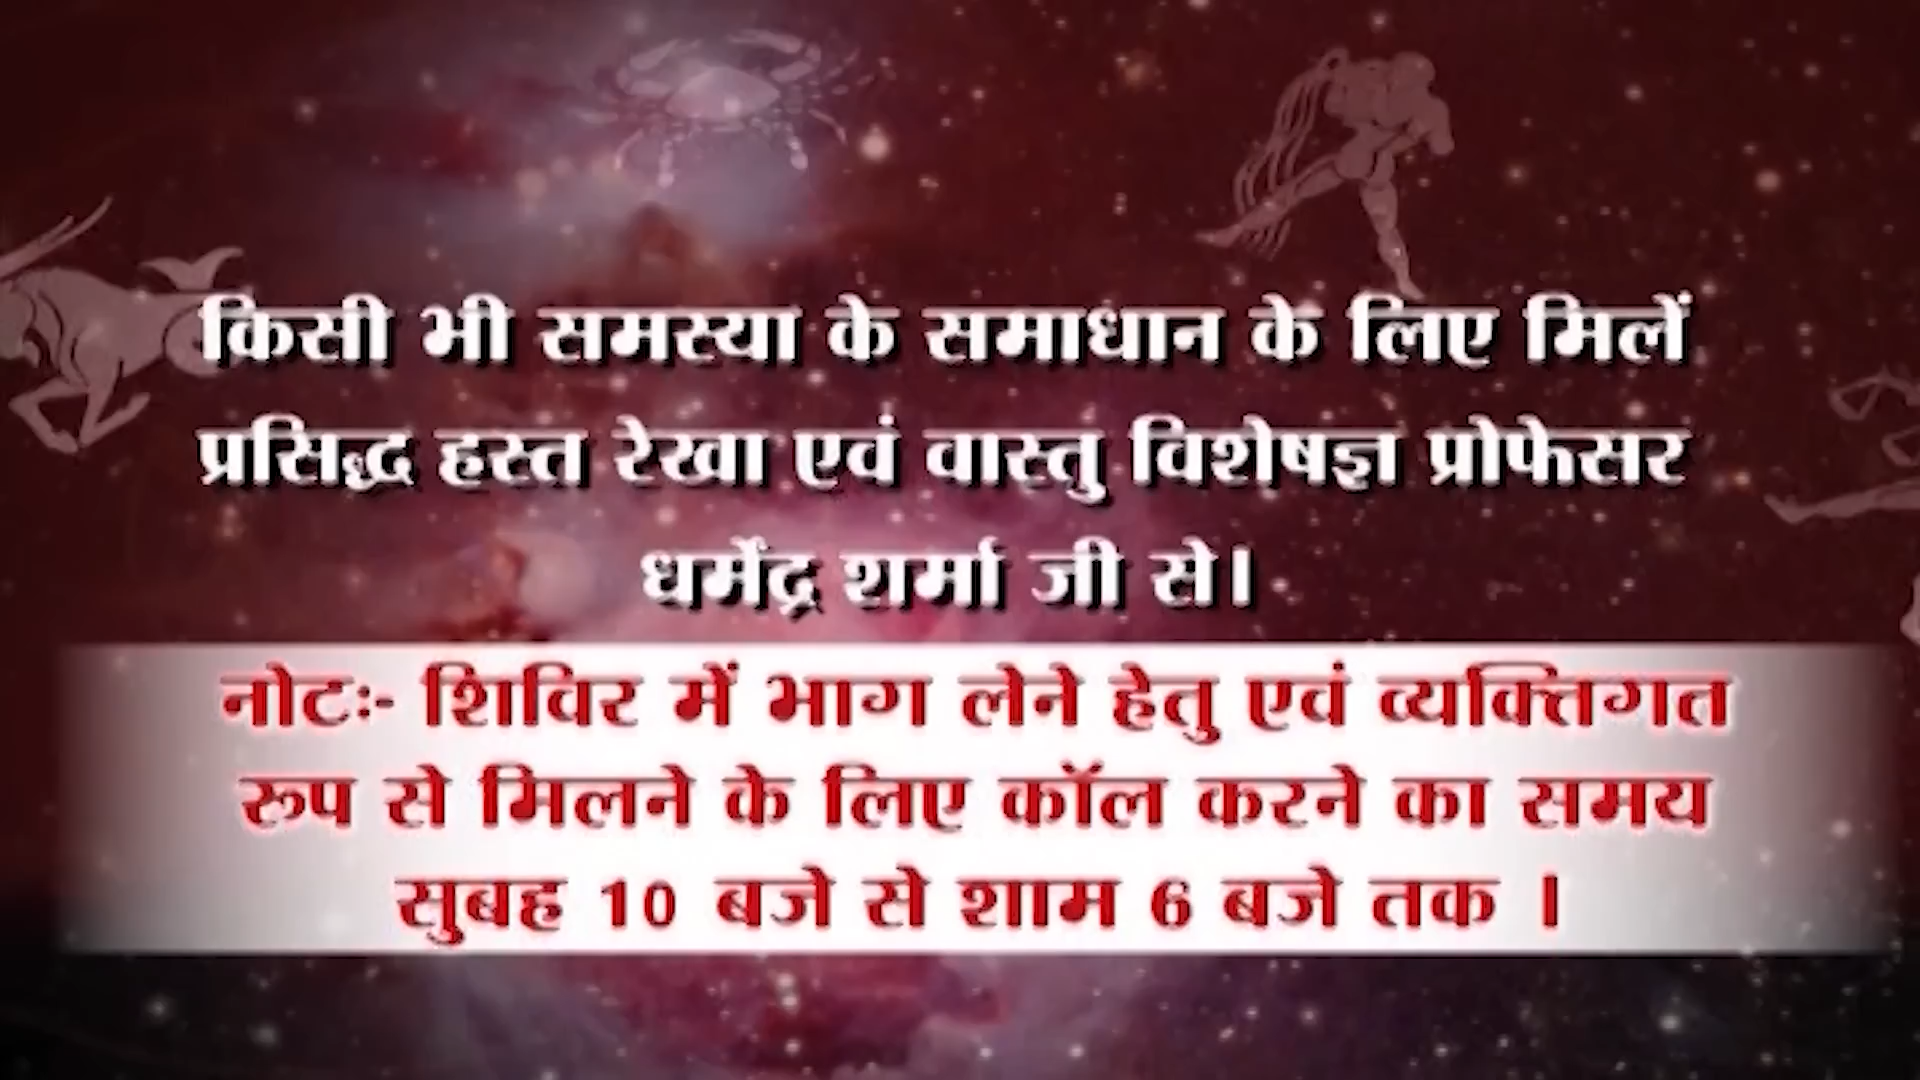 किसी भी समस्या के समाधान के लिए मिलें
प्रसिद्ध हस्त रेखा एवं वास्तु विशेषज्ञ प्रोफेसर
धर्मेंद्र शर्मा जी से।
नोटः- शिविर में भाग लेने हेतु एवं व्यक्तिगत
रूप से मिलने के लिए कॉल करने का समय
सुबह 10 बजे से शाम 6 बजे तक ।